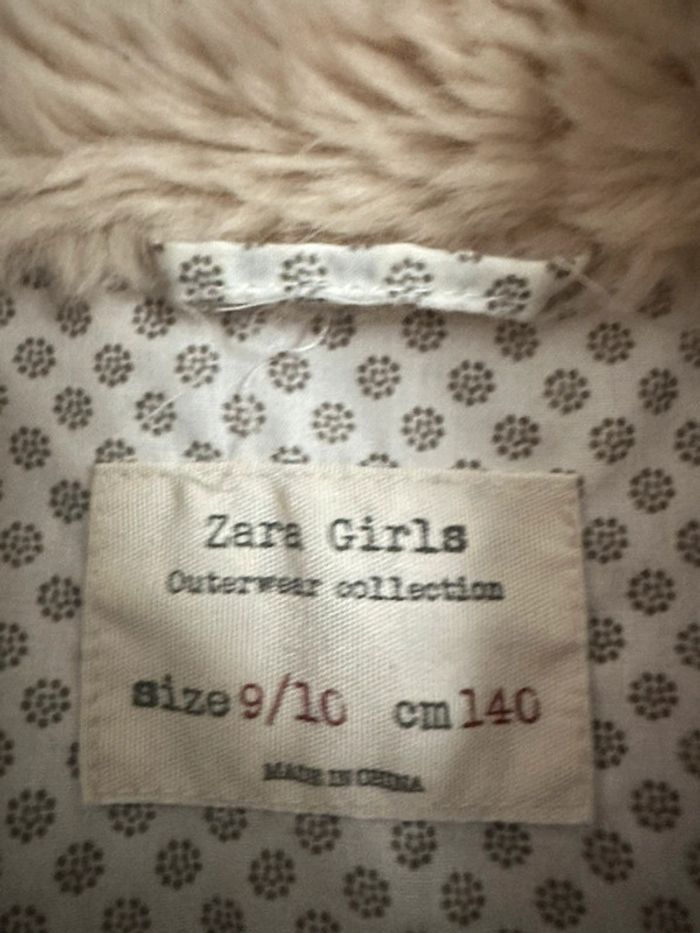 Zara Girls
Outerwear collection
size 9/10 cm 140
MADE IN CHINA